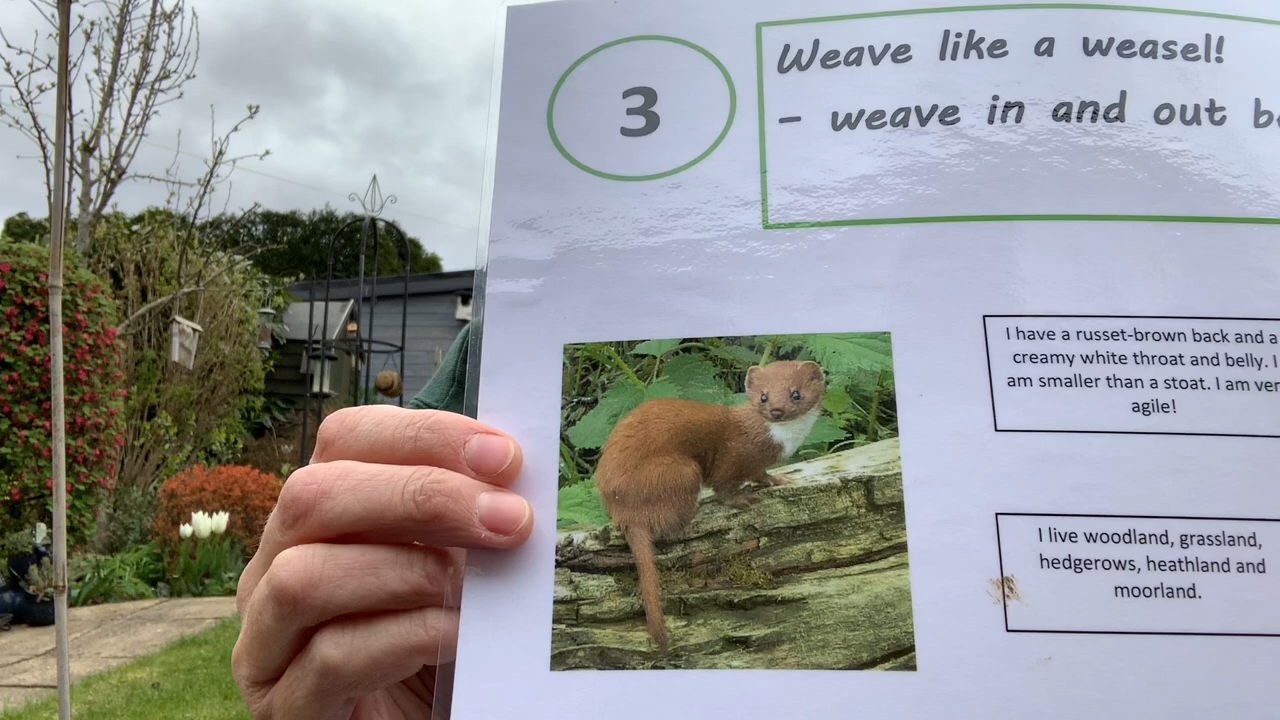 3
Weave like a weasel!
- weave in and out
I have a russet-brown back and a
creamy white throat and belly. I
am smaller than a stoat. I am
agile!
I live woodland, grassland,
hedgerows, heathland and
moorland.